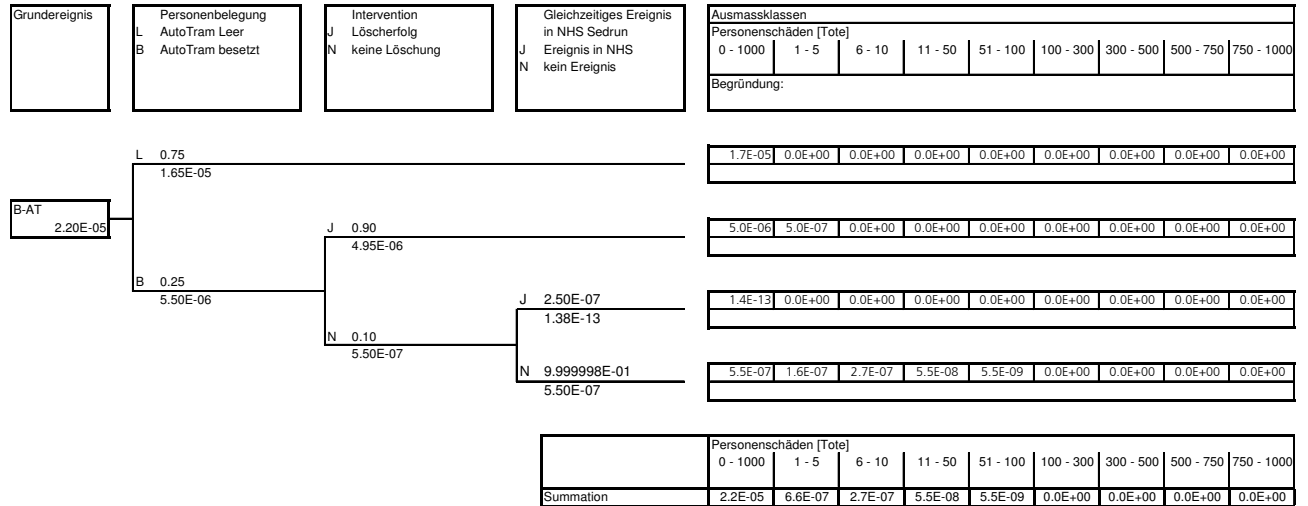 Grundereignis
Personenbelegung
L AutoTram Leer
B AutoTram besetzt
Intervention
J Löscherfolg
N keine Löschung
Gleichzeitiges Ereignis
in NHS Sedrun
J Ereignis in NHS
N kein Ereignis
Ausmassklassen
Personenschäden [Tote]
0 - 1000 1 - 5 6 - 10 11 - 50 51 - 100 100 - 300 300 - 500 500 - 750 750 - 1000
Begründung:
L 0.75
1.65E-05
1.7E-05 0.0E+00 0.0E+00 0.0E+00 0.0E+00 0.0E+00 0.0E+00 0.0E+00 0.0E+00
B-AT
2.20E-05
J 0.90
4.95E-06
5.0E-06 5.0E-07 0.0E+00 0.0E+00 0.0E+00 0.0E+00 0.0E+00 0.0E+00 0.0E+00
B 0.25
5.50E-06
J 2.50E-07
1.38E-13
1.4E-13 0.0E+00 0.0E+00 0.0E+00 0.0E+00 0.0E+00 0.0E+00 0.0E+00 0.0E+00
N 0.10
5.50E-07
N 9.999998E-01
5.50E-07
5.5E-07 1.6E-07 2.7E-07 5.5E-08 5.5E-09 0.0E+00 0.0E+00 0.0E+00 0.0E+00
Personenschäden [Tote]
0 - 1000 1 - 5 6 - 10 11 - 50 51 - 100 100 - 300 300 - 500 500 - 750 750 - 1000
Summation 2.2E-05 6.6E-07 2.7E-07 5.5E-08 5.5E-09 0.0E+00 0.0E+00 0.0E+00 0.0E+00